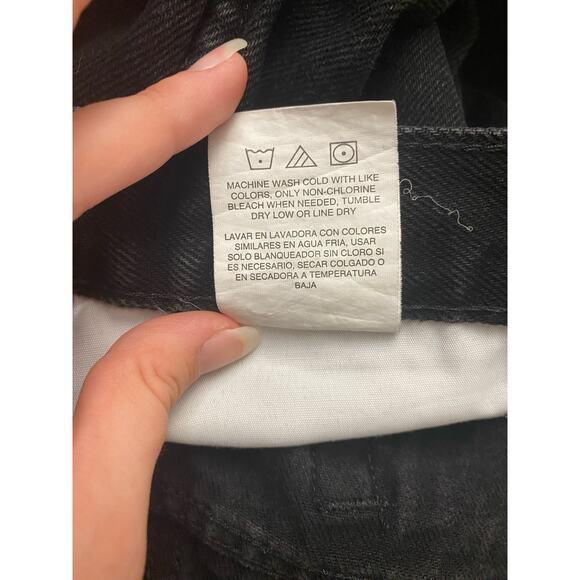 MACHINE WASH COLD WITH LIKE
COLORS, ONLY NON-CHLORINE
BLEACH WHEN NEEDED, TUMBLE
DRY LOW OR LINE DRY
LAVAR EN LAVADORA CON COLORES
SIMILARES EN AGUA FRIA, USAR
SOLO BLANQUEADOR SIN CLORO SI
ES NECESARIO, SECAR COLGADO O
EN SECADORA A TEMPERATURA
BAJA